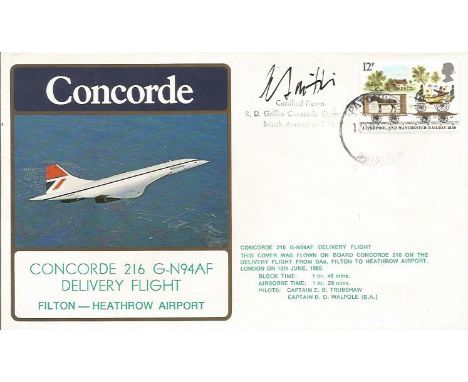 Concorde
CONCORDE 216 G-N94AF
DELIVERY FLIGHT
FILTON — HEATHROW AIRPORT
Certified Flown
R. D. Griffin Concorde
British
12P
LIVERPOOL AND MANCHESTER RAILWAY 1830
CONCORDE 216 G-N94AF DELIVERY FLIGHT
THIS COVER WAS FLOWN ON BOARD CONCORDE 216 ON THE
DELIVERY FLIGHT FROM BAe, FILTON TO HEATHROW AIRPORT,
LONDON ON 13th JUNE, 1980.
BLOCK TIME: 1 hr. 48 mins.
AIRBORNE TIME: 1 hr. 29 mins.
PILOTS: CAPTAIN E. B. TRUBSHAW
CAPTAIN B. O. WALPOLE (B.A.)